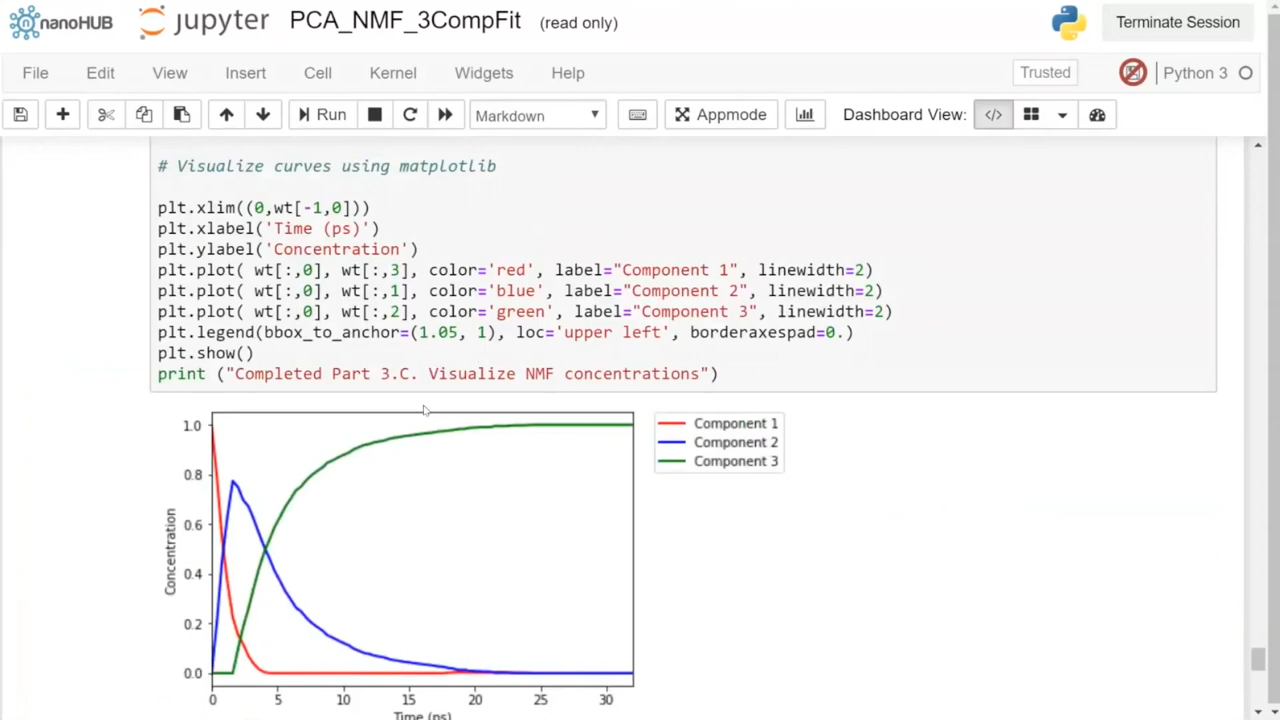 nanoHUB jupyter PCA_NMF_3CompFit (read only) Terminate Session
File Edit View Insert Cell Kernel Widgets Help Trusted Python 3
Run Markdown Appmode Dashboard View: </>
# Visualize curves using matplotlib
plt.xlim((0,wt[-1,0]))
plt.xlabel('Time (ps)')
plt.ylabel('Concentration')
plt.plot( wt[:,0], wt[:,3], color='red', label="Component 1", linewidth=2)
plt.plot( wt[:,0], wt[:,1], color='blue', label="Component 2", linewidth=2)
plt.plot( wt[:,0], wt[:,2], color='green', label="Component 3", linewidth=2)
plt.legend(bbox_to_anchor=(1.05, 1), loc='upper left', borderaxespad=0.)
plt.show()
print ("Completed Part 3.C. Visualize NMF concentrations")
Component 1
Component 2
Component 3
Concentration
1.0
0.8
0.6
0.4
0.2
0.0
0 5 10 15 20 25 30
Time (ps)